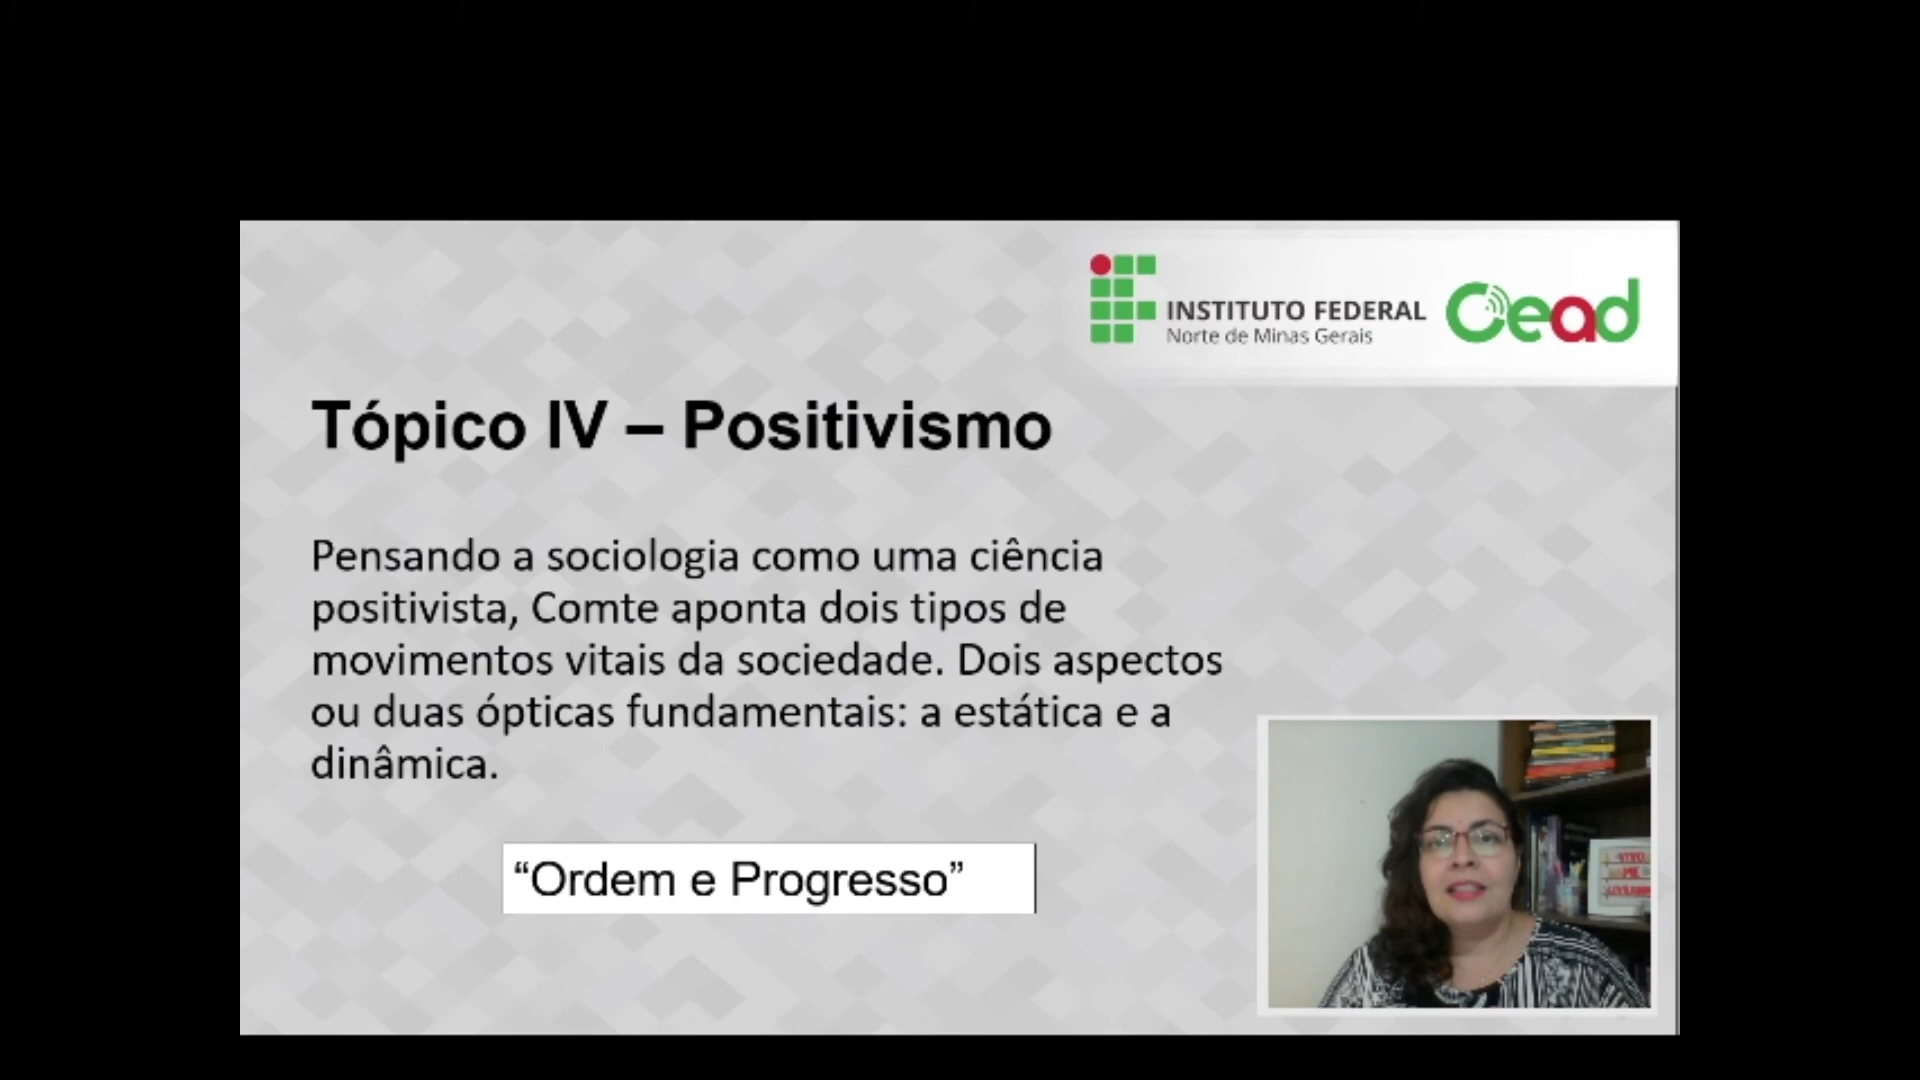 INSTITUTO FEDERAL
Norte de Minas Gerais
Cead
Tópico IV – Positivismo
Pensando a sociologia como uma ciência
positivista, Comte aponta dois tipos de
movimentos vitais da sociedade. Dois aspectos
ou duas ópticas fundamentais: a estática e a
dinâmica.
“Ordem e Progresso”